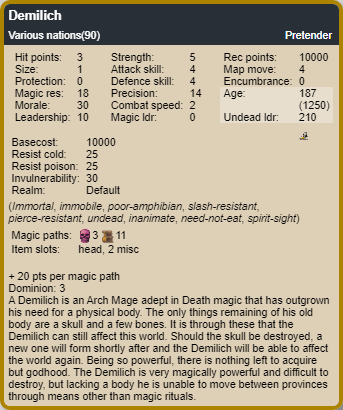 Demilich
Various nations(90) Pretender
Hit points: 3 Strength: 5 Rec points: 10000
Size: 1 Attack skill: 4 Map move: 4
Protection: 0 Defence skill: 4 Encumbrance: 0
Magic res: 18 Precision: 14 Age: 187
Morale: 30 Combat speed: 2 (1250)
Leadership: 10 Magic ldr: 0 Undead ldr: 210
Basecost: 10000
Resist cold: 25
Resist poison: 25
Invulnerability: 30
Realm: Default
(Immortal, immobile, poor-amphibian, slash-resistant,
pierce-resistant, undead, inanimate, need-not-eat, spirit-sight)
Magic paths: 3 11
Item slots: head, 2 misc
+ 20 pts per magic path
Dominion: 3
A Demilich is an Arch Mage adept in Death magic that has outgrown
his need for a physical body. The only things remaining of his old
body are a skull and a few bones. It is through these that the
Demilich can still affect this world. Should the skull be destroyed, a
new one will form shortly after and the Demilich will be able to affect
the world again. Being so powerful, there is nothing left to acquire
but godhood. The Demilich is very magically powerful and difficult to
destroy, but lacking a body he is unable to move between provinces
through means other than magic rituals.